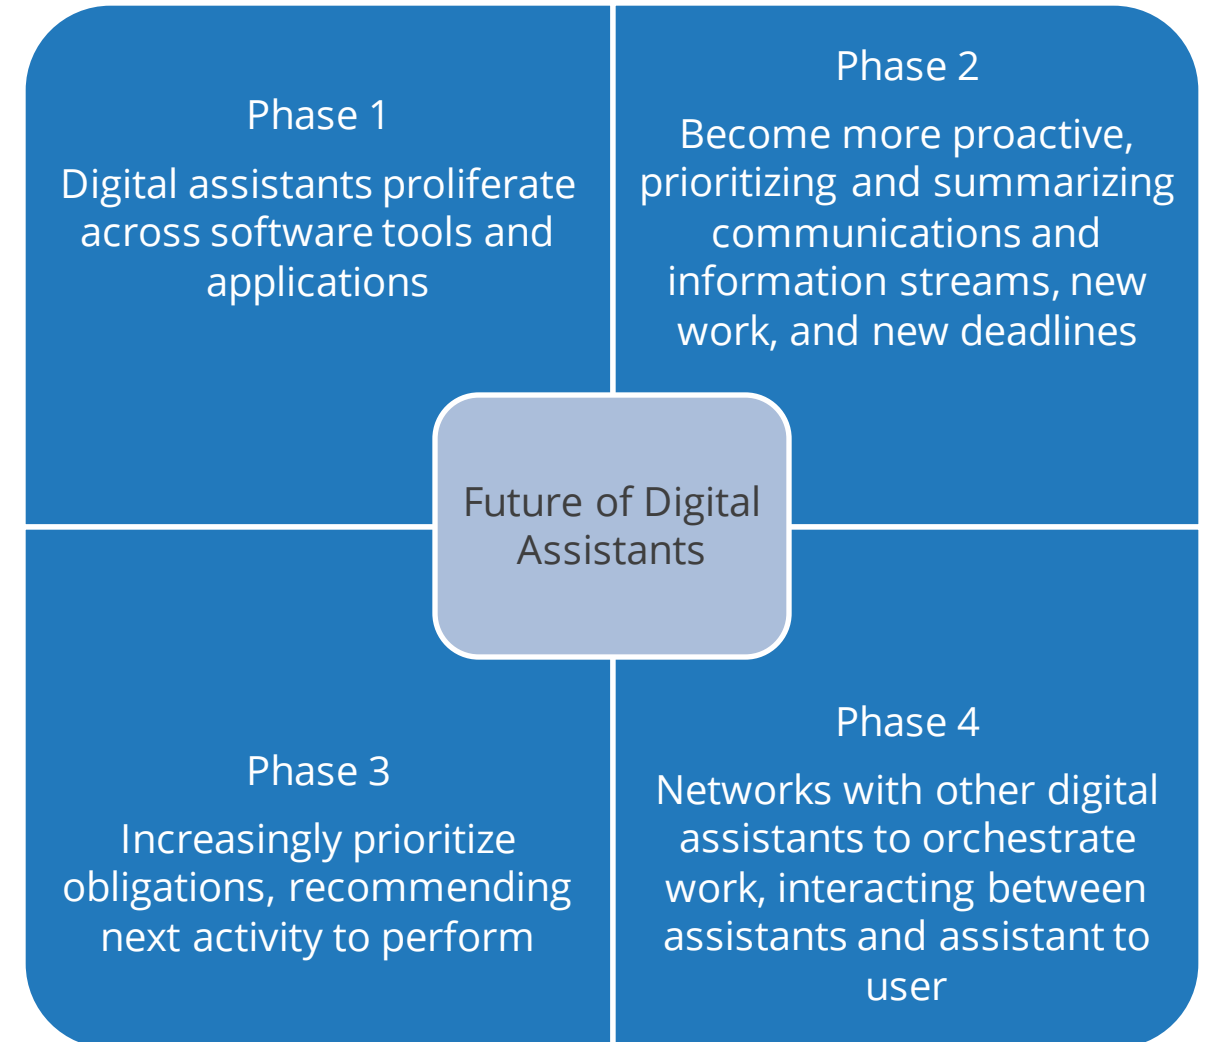 Phase 1
Digital assistants proliferate
across software tools and
applications
Phase 2
Become more proactive,
prioritizing and summarizing
communications and
information streams, new
work, and new deadlines
Future of Digital
Assistants
Phase 3
Increasingly prioritize
obligations, recommending
next activity to perform
Phase 4
Networks with other digital
assistants to orchestrate
work, interacting between
assistants and assistant to
user